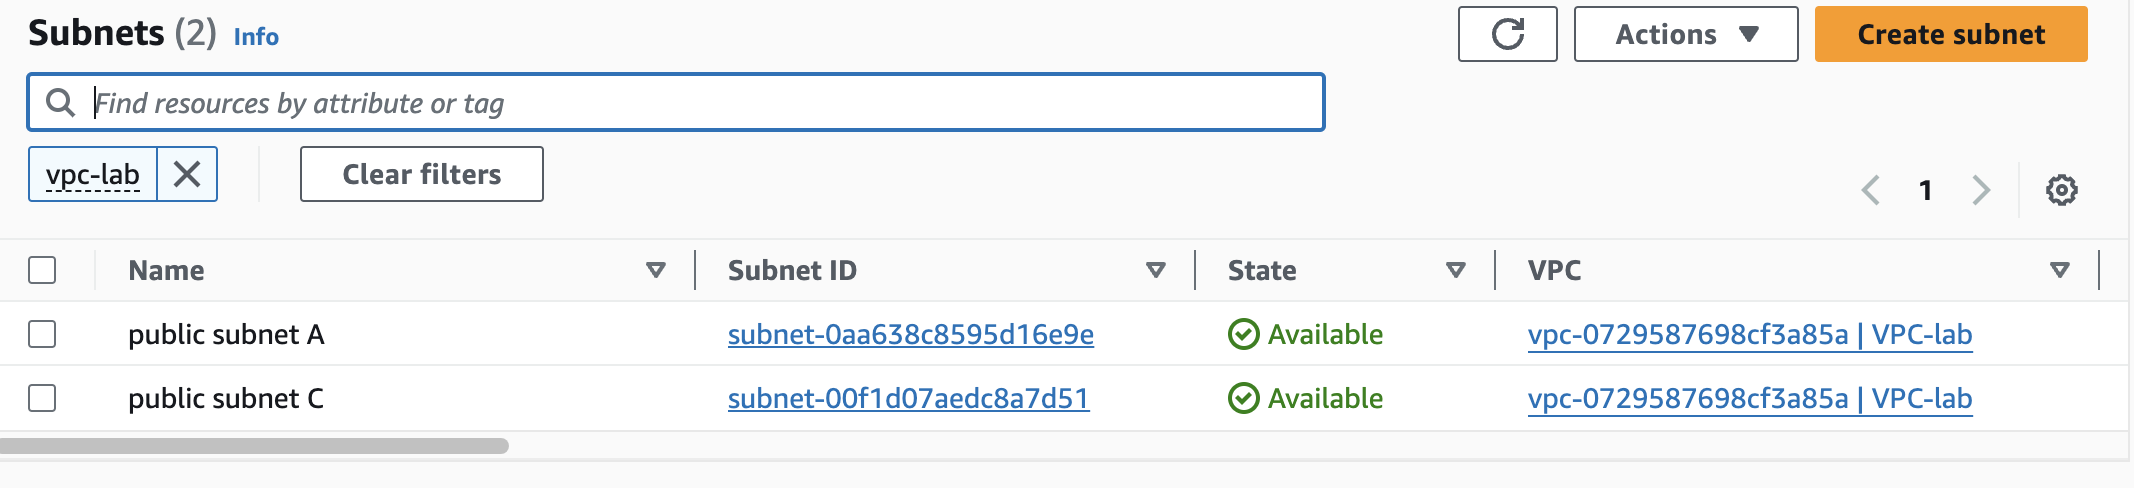 Subnets (2) Info
Actions
Create subnet
Find resources by attribute or tag
vpc-lab
Clear filters
1
Name Subnet ID State VPC
public subnet A subnet-0aa638c8595d16e9e Available vpc-0729587698cf3a85a | VPC-lab
public subnet C subnet-00f1d07aedc8a7d51 Available vpc-0729587698cf3a85a | VPC-lab